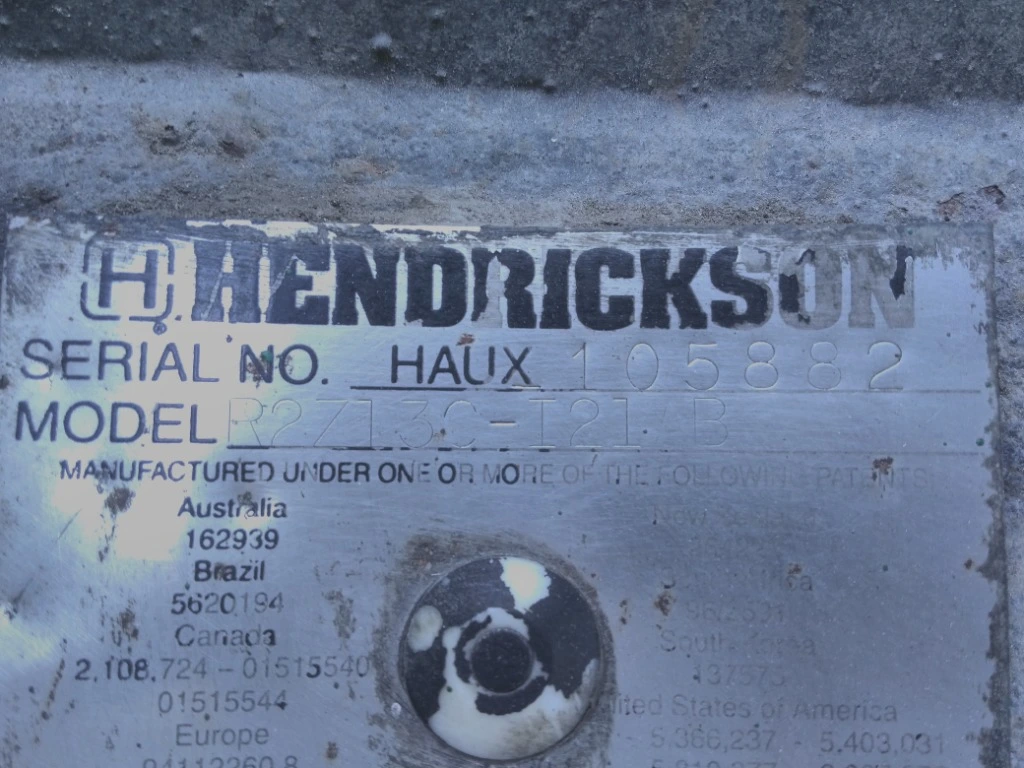 H HENDRICKSON
SERIAL NO. HAUX 105882
MODEL R2Z13C-I21 B
MANUFACTURED UNDER ONE OR MORE OF THE FOLLOWING PATENTS:
Australia
162939
Brazil
5620194
Canada
2,108,724 - 01515540
01515544
Europe
South Korea
137575
United States of America
5,366,237 - 5,403,031